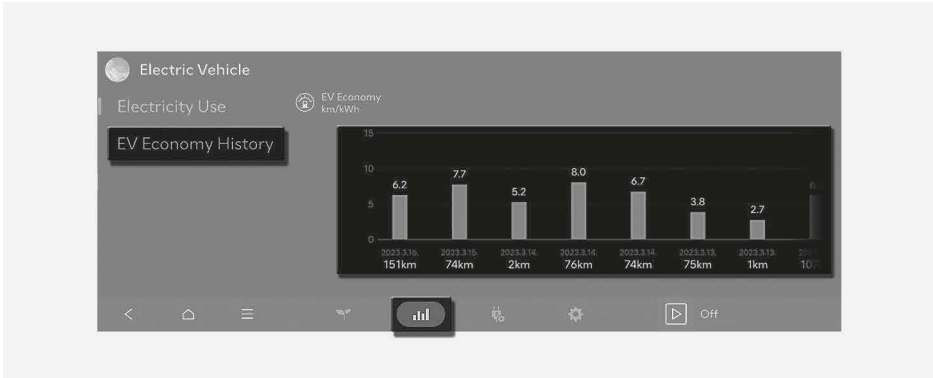 Electric Vehicle
Electricity Use
EV Economy History
EV Economy
km/kWh
15
10
5
0
6.2
7.7
5.2
8.0
6.7
3.8
2.7
2023.3.16.
2023.3.15.
2023.3.14.
2023.3.14.
2023.3.14.
2023.3.13.
2023.3.13.
151km
74km
2km
76km
74km
75km
1km
Off